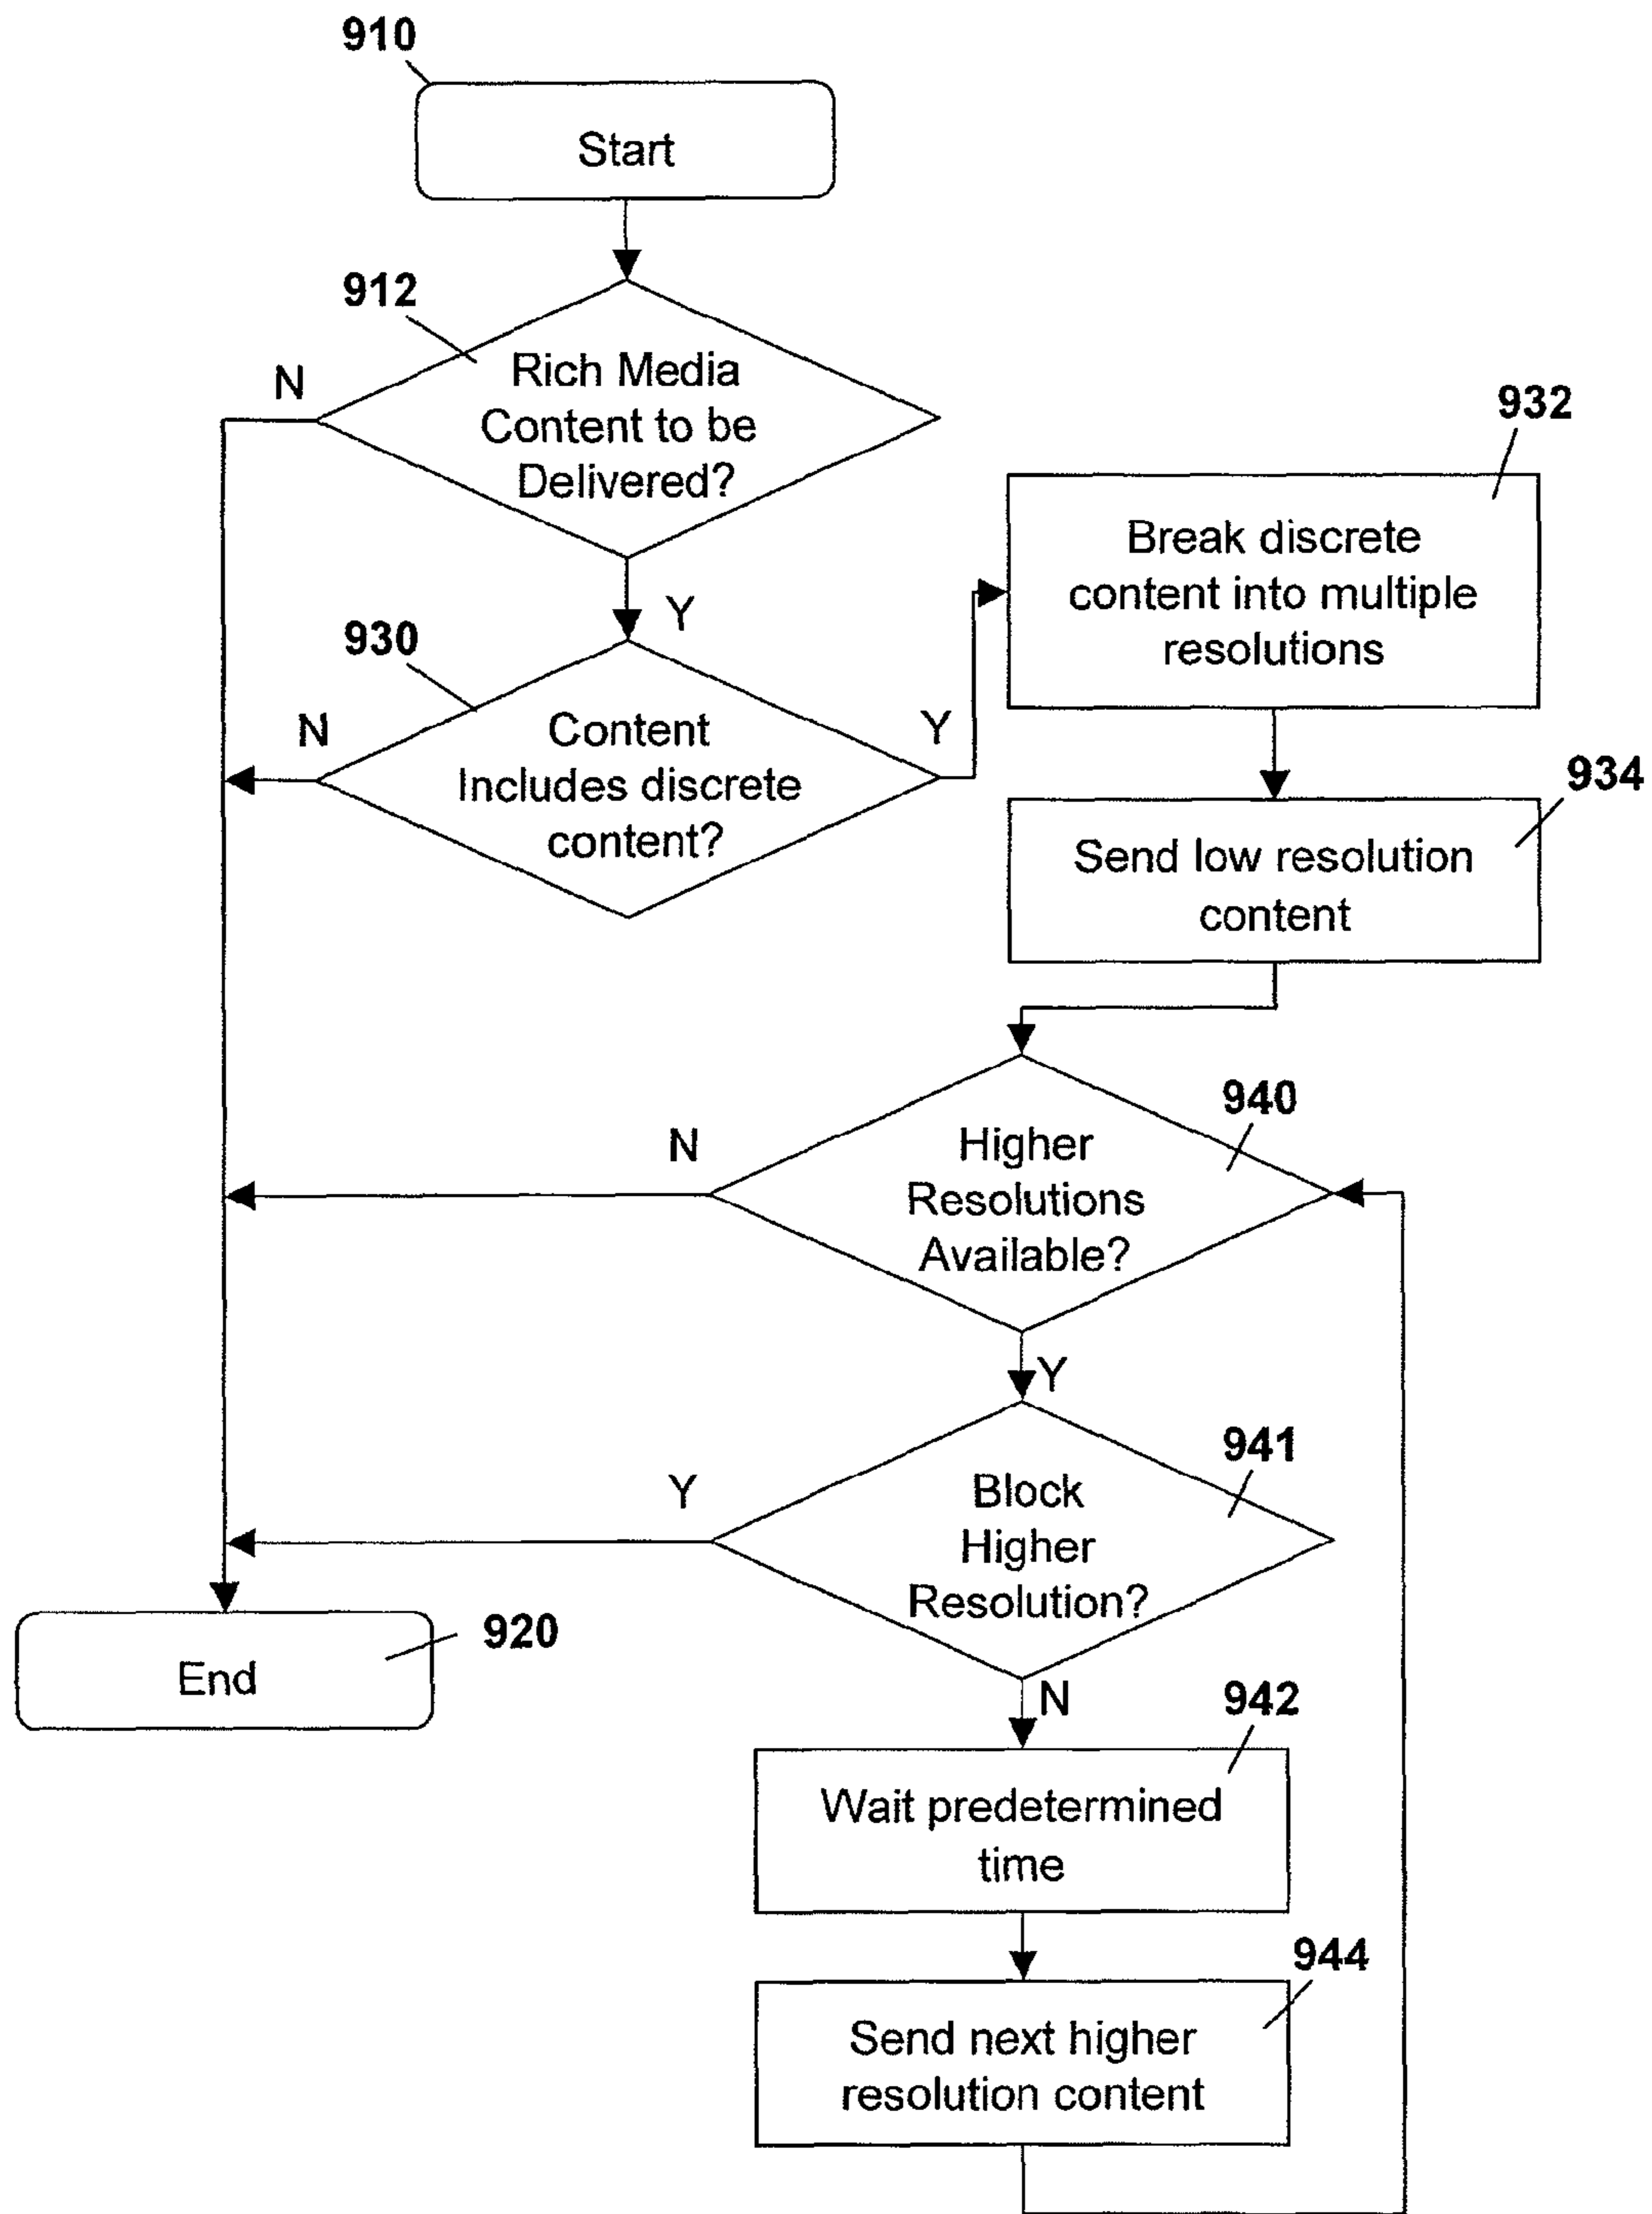 910
Start
912
Rich Media
Content to be
Delivered?
N
Y
930
Content
Includes discrete
content?
N
Y
932
Break discrete
content into multiple
resolutions
934
Send low resolution
content
940
Higher
Resolutions
Available?
N
Y
941
Block
Higher
Resolution?
Y
N
920
End
942
Wait predetermined
time
944
Send next higher
resolution content